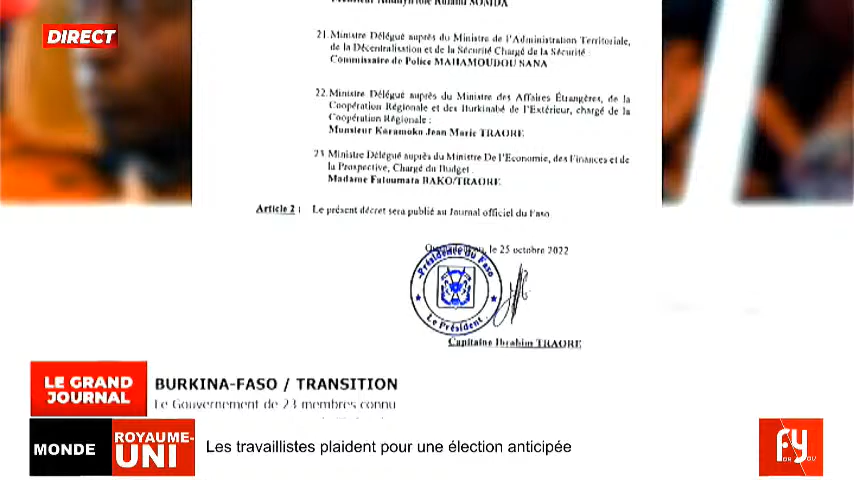 DIRECT
21. Ministre Délégué auprès du Ministre de l'Administration Territoriale,
de la Décentralisation et de la Sécurité Chargé de la Sécurité :
Commissaire de Police MAHAMOUDOU SANA
22. Ministre Délégué auprès du Ministre des Affaires Étrangères, de la
Coopération Régionale et des Burkinabé de l'Extérieur, chargé de la
Coopération Régionale :
Monsieur Karamoko Jean Marie TRAORE
23 Ministre Délégué auprès du Ministre De l'Economie, des Finances et de
la Prospective, Chargé du Budget :
Madame Fatoumata BAKO/TRAORE
Article 2 : Le présent décret sera publié au Journal officiel du Faso
, le 25 octobre 2022
Présidence du Faso
Le Président
Capitaine Ibrahim TRAORE
LE GRAND
JOURNAL
BURKINA-FASO / TRANSITION
Le Gouvernement de 23 membres connu
MONDE
ROYAUME-
UNI
Les travaillistes plaident pour une élection anticipée
fy